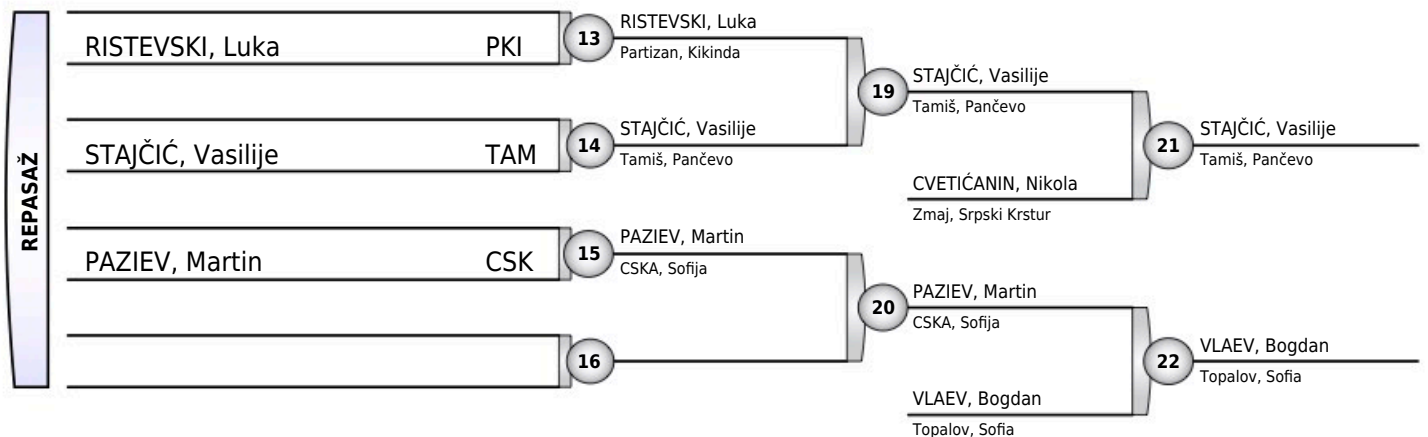 REPASAŽ
RISTEVSKI, Luka PKI
13
RISTEVSKI, Luka
Partizan, Kikinda
STAJČIĆ, Vasilije TAM
14
STAJČIĆ, Vasilije
Tamiš, Pančevo
19
STAJČIĆ, Vasilije
Tamiš, Pančevo
CVETIĆANIN, Nikola
Zmaj, Srpski Krstur
21
STAJČIĆ, Vasilije
Tamiš, Pančevo
PAZIEV, Martin CSK
15
PAZIEV, Martin
CSKA, Sofija
16
20
PAZIEV, Martin
CSKA, Sofija
VLAEV, Bogdan
Topalov, Sofia
22
VLAEV, Bogdan
Topalov, Sofia